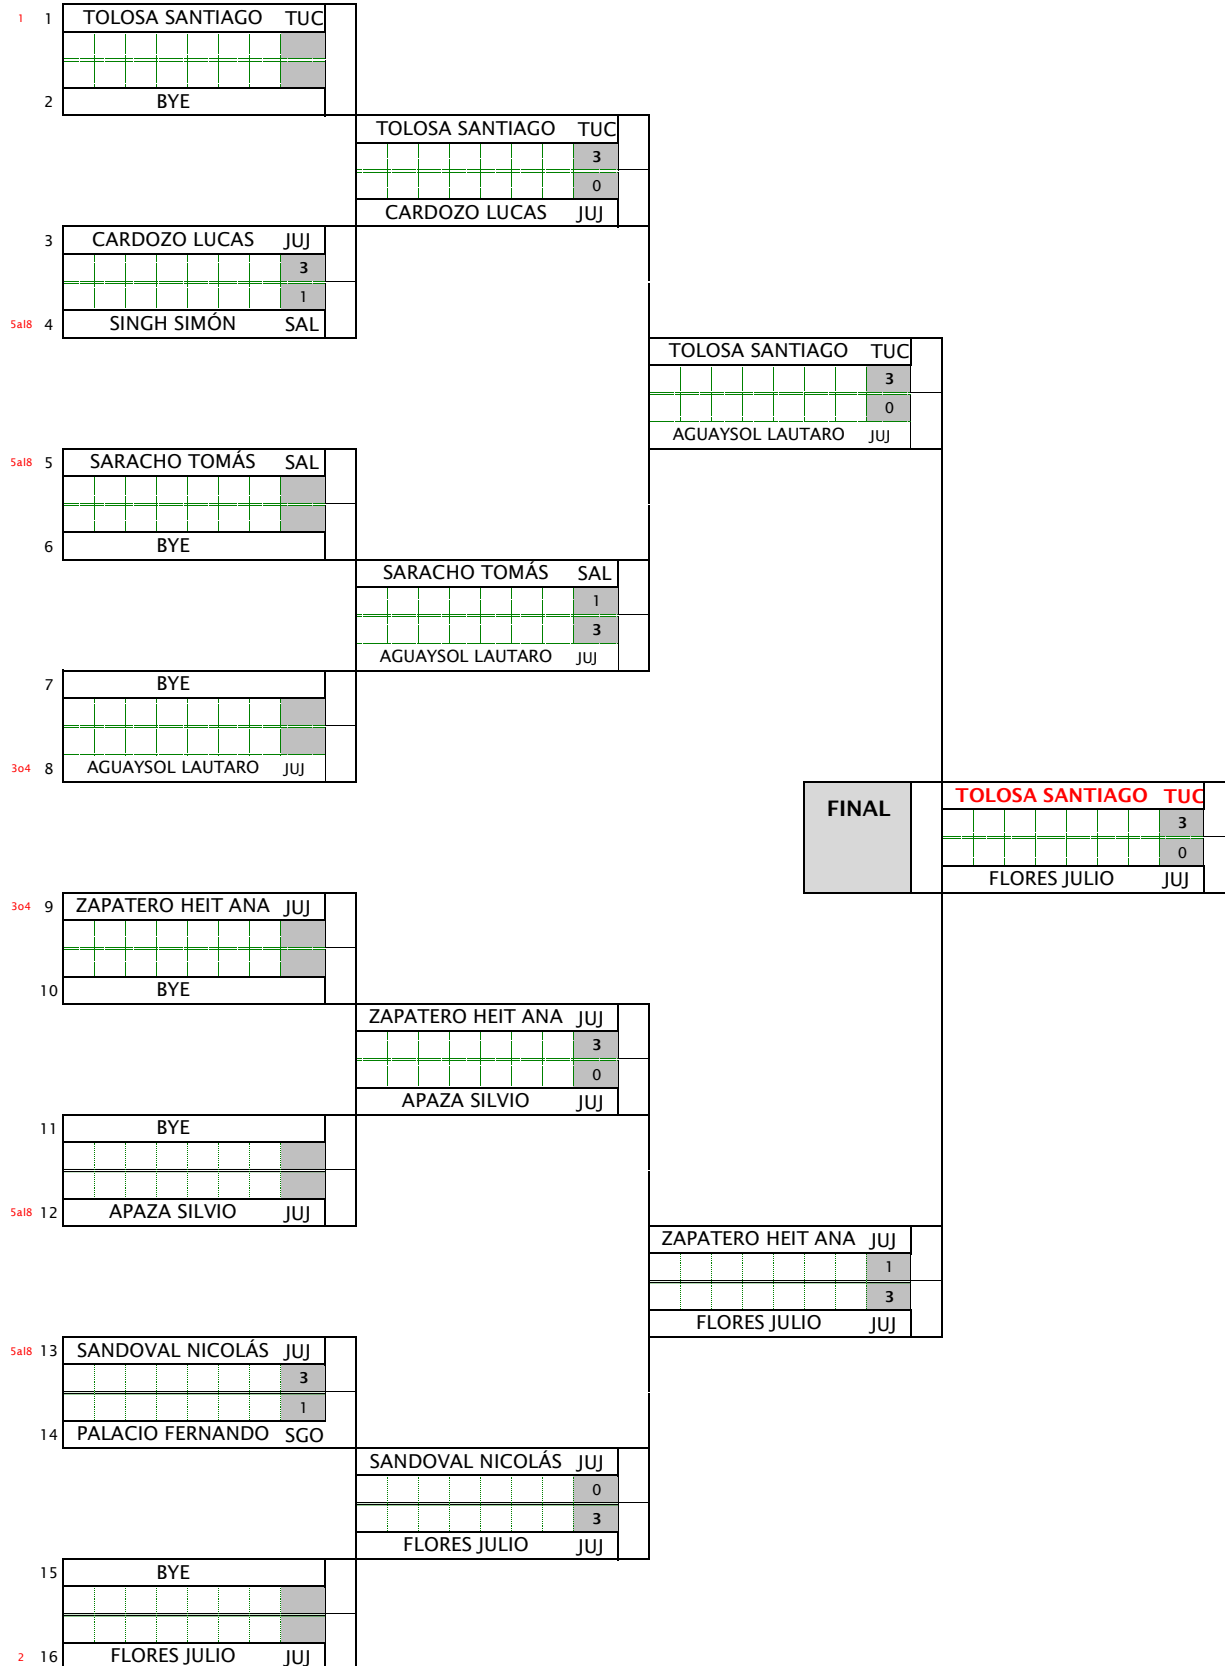 1 1 TOLOSA SANTIAGO TUC
2 BYE
TOLOSA SANTIAGO TUC
3
0
CARDOZO LUCAS JUJ
3 CARDOZO LUCAS JUJ
3
1
5al8 4 SINGH SIMÓN SAL
TOLOSA SANTIAGO TUC
3
0
AGUAYSOL LAUTARO JUJ
5al8 5 SARACHO TOMÁS SAL
6 BYE
SARACHO TOMÁS SAL
1
3
AGUAYSOL LAUTARO JUJ
7 BYE
3o4 8 AGUAYSOL LAUTARO JUJ
FINAL
TOLOSA SANTIAGO TUC
3
0
FLORES JULIO JUJ
3o4 9 ZAPATERO HEIT ANA JUJ
10 BYE
ZAPATERO HEIT ANA JUJ
3
0
APAZA SILVIO JUJ
11 BYE
5al8 12 APAZA SILVIO JUJ
ZAPATERO HEIT ANA JUJ
1
3
FLORES JULIO JUJ
5al8 13 SANDOVAL NICOLÁS JUJ
3
1
14 PALACIO FERNANDO SGO
SANDOVAL NICOLÁS JUJ
0
3
FLORES JULIO JUJ
15 BYE
2 16 FLORES JULIO JUJ